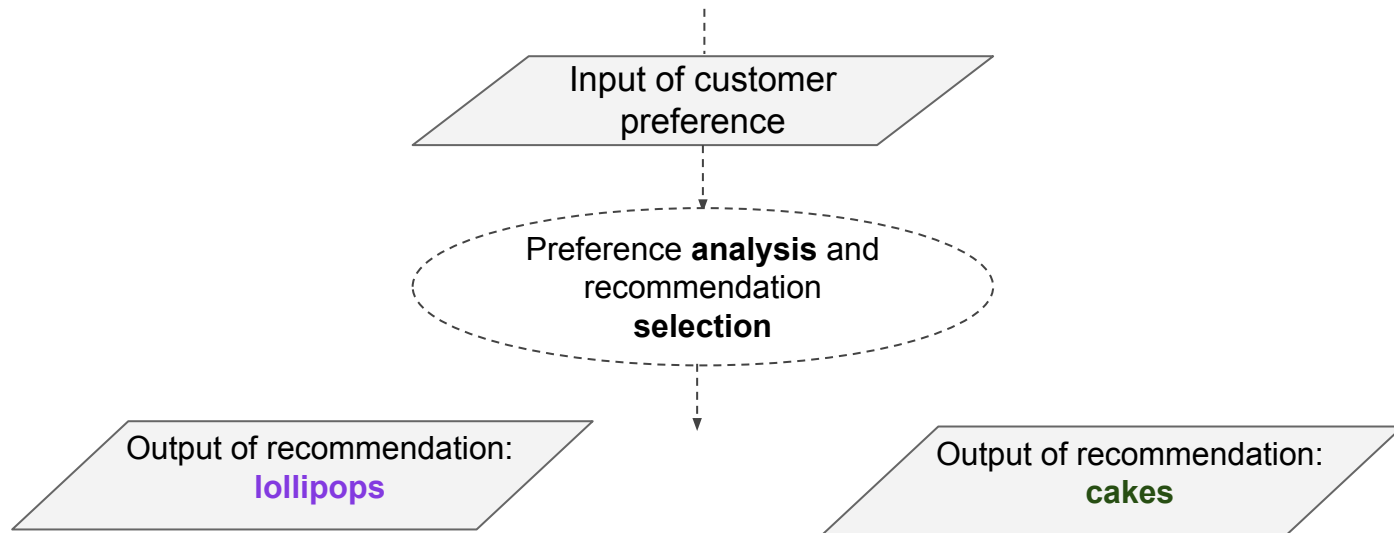 Input of customer
preference
Preference analysis and
recommendation
selection
Output of recommendation:
lollipops
Output of recommendation:
cakes